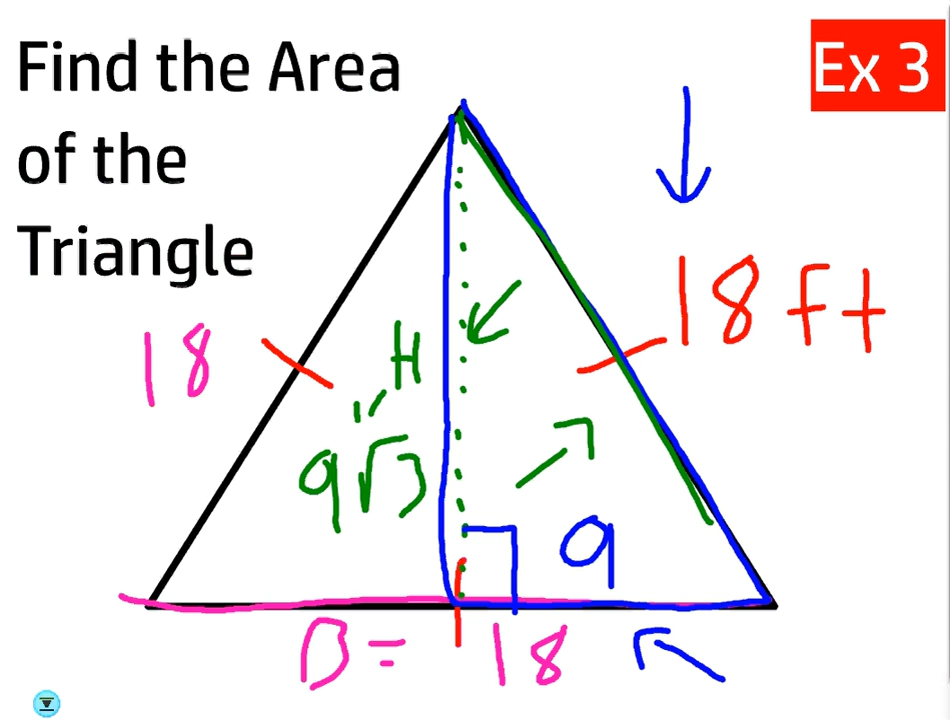 Find the Area
of the
Triangle
Ex 3
18 ft
18
H
"
9√3
9
B = 18